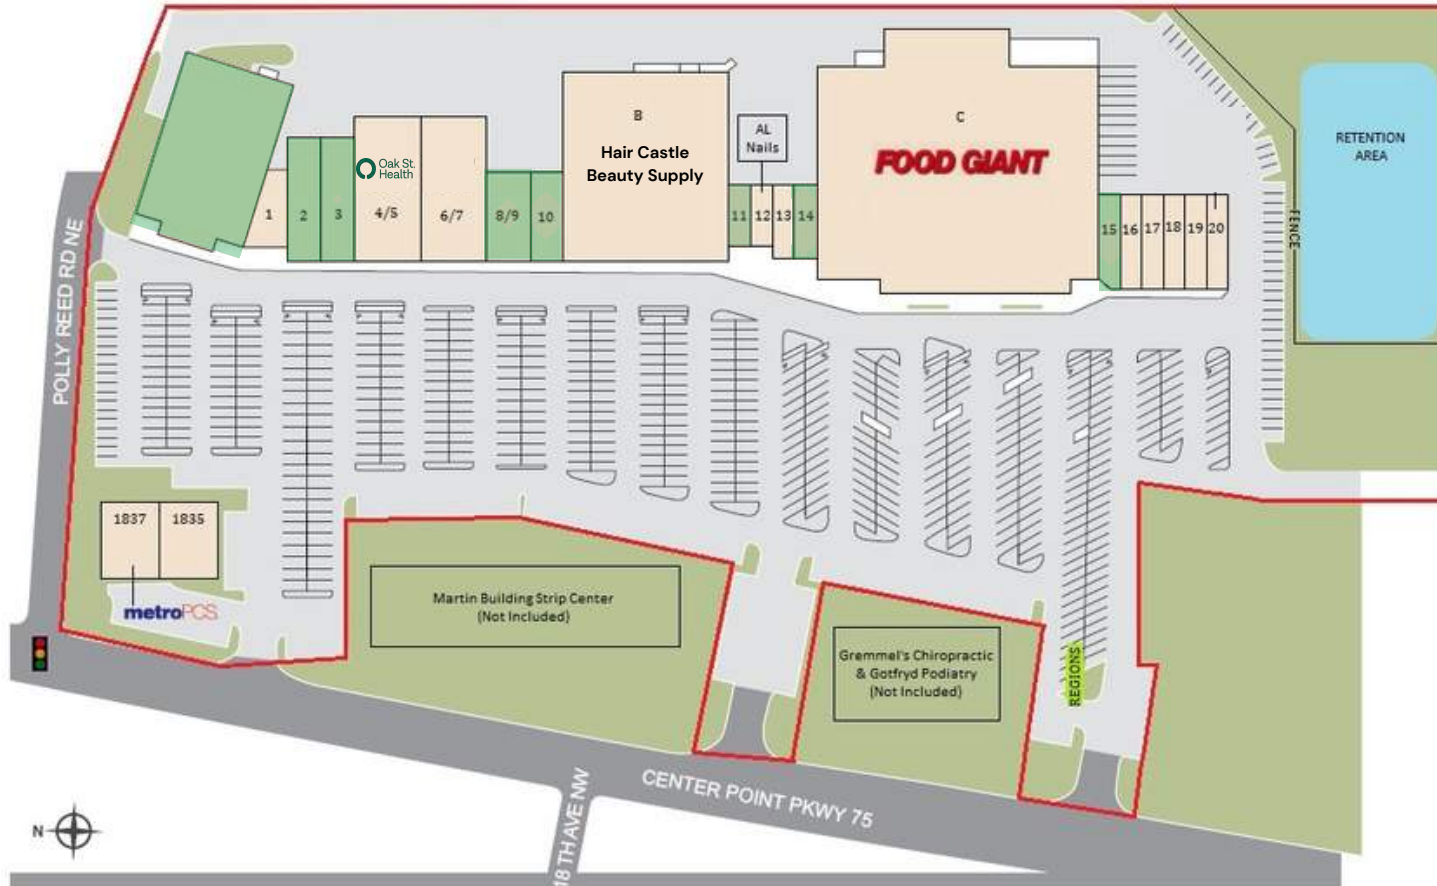 B
Hair Castle
Beauty Supply
AL
Nails
C
FOOD GIANT
RETENTION
AREA
Oak St.
Health
1
2
3
4/5
6/7
8/9
10
11
12
13
14
15
16
17
18
19
20
FENCE
POLLY REED RD NE
1837
1835
metroPCS
Martin Building Strip Center
(Not Included)
Gremmel's Chiropractic
& Gotfryd Podiatry
(Not Included)
REGIONS
CENTER POINT PKWY 75
18 TH AVE NW
N